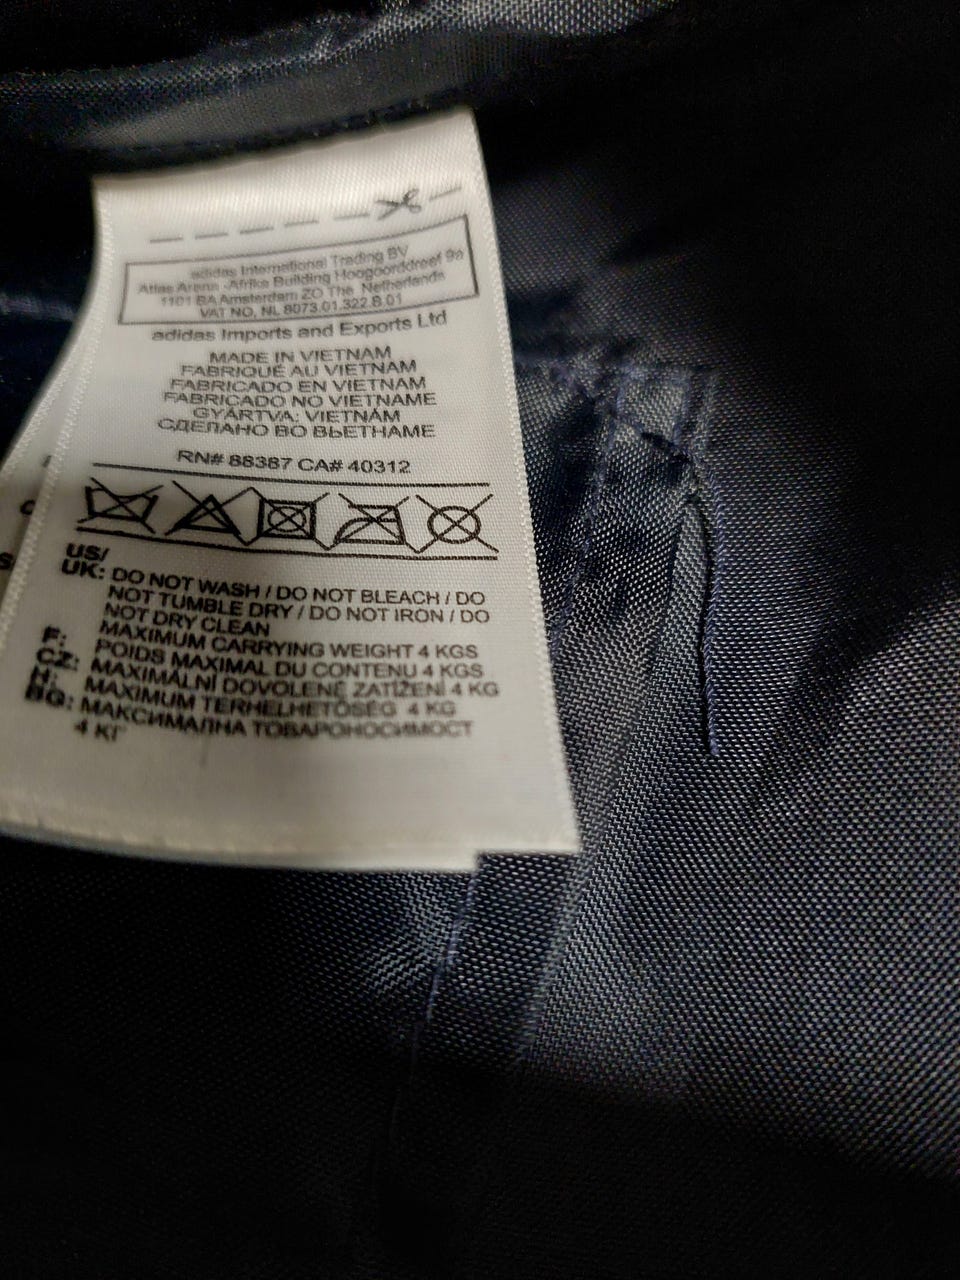 adidas International Trading BV
Atlas Arena -Afrika Building Hoogoorddreef 9a
1101 BA Amsterdam ZO The Netherlands
VAT NO, NL 8073.01.322.B.01
adidas Imports and Exports Ltd
MADE IN VIETNAM
FABRIQUÉ AU VIETNAM
FABRICADO EN VIETNAM
FABRICADO NO VIETNAME
GYÁRTVA: VIETNÁM
СДЕЛАНО ВО ВЬЕТНАМЕ
RN# 88387 CA# 40312
US/
UK: DO NOT WASH / DO NOT BLEACH / DO
NOT TUMBLE DRY / DO NOT IRON / DO
NOT DRY CLEAN
MAXIMUM CARRYING WEIGHT 4 KGS
F: POIDS MAXIMAL DU CONTENU 4 KGS
CZ: MAXIMÁLNÍ DOVOLENÉ ZATÍŽENÍ 4 KG
H: MAXIMUM TERHELHETŐSÉG 4 KG
BG: МАКСИМАЛНА ТОВАРОНОСИМОСТ
4 КГ